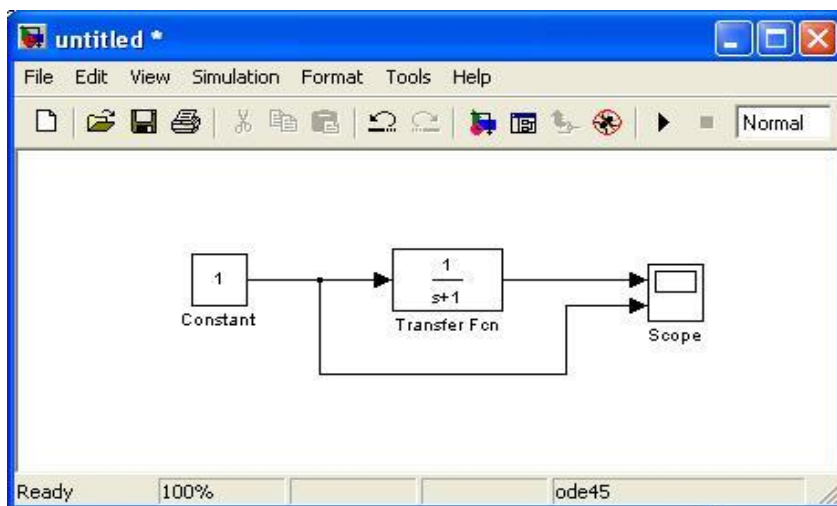 untitled *
File Edit View Simulation Format Tools Help
Normal
1
Constant
1
s+1
Transfer Fcn
Scope
Ready 100% ode45